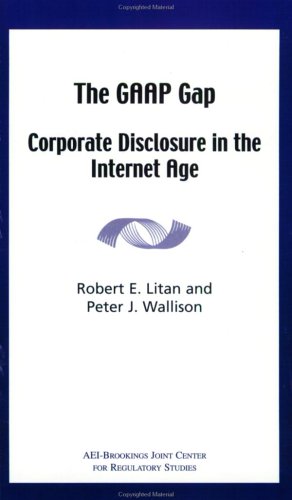 The GAAP Gap
Corporate Disclosure in the
Internet Age
Robert E. Litan and
Peter J. Wallison
AEI-BROOKINGS JOINT CENTER
FOR REGULATORY STUDIES